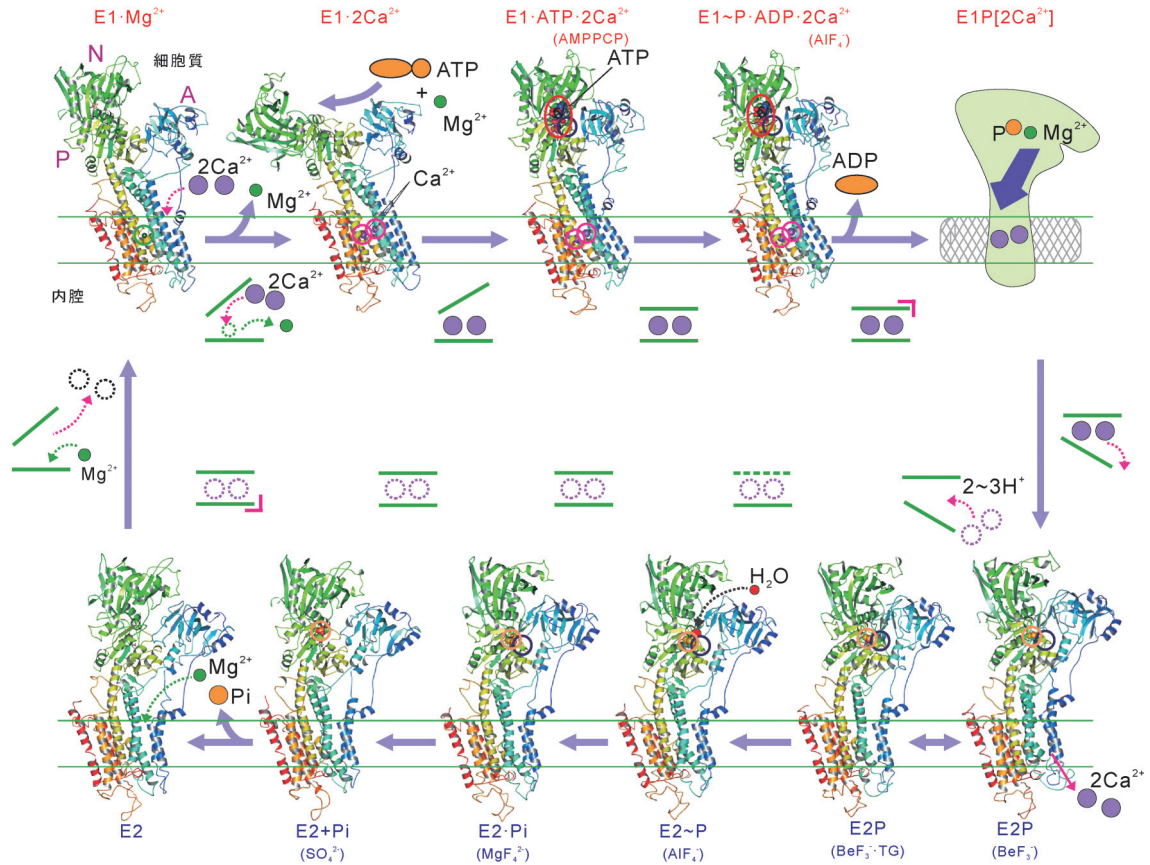 E1·Mg²⁺
E1·2Ca²⁺
E1·ATP·2Ca²⁺
(AMPPCP)
E1~P·ADP·2Ca²⁺
(AlF₄⁻)
E1P[2Ca²⁺]
N
細胞質
A
P
ATP
+
Mg²⁺
ATP
ADP
P
Mg²⁺
2Ca²⁺
Mg²⁺
Ca²⁺
内腔
2Ca²⁺
Mg²⁺
2~3H⁺
H₂O
Mg²⁺
Pi
2Ca²⁺
E2
E2+Pi
(SO₄²⁻)
E2·Pi
(MgF₄²⁻)
E2~P
(AlF₄⁻)
E2P
(BeF₃⁻·TG)
E2P
(BeF₃⁻)